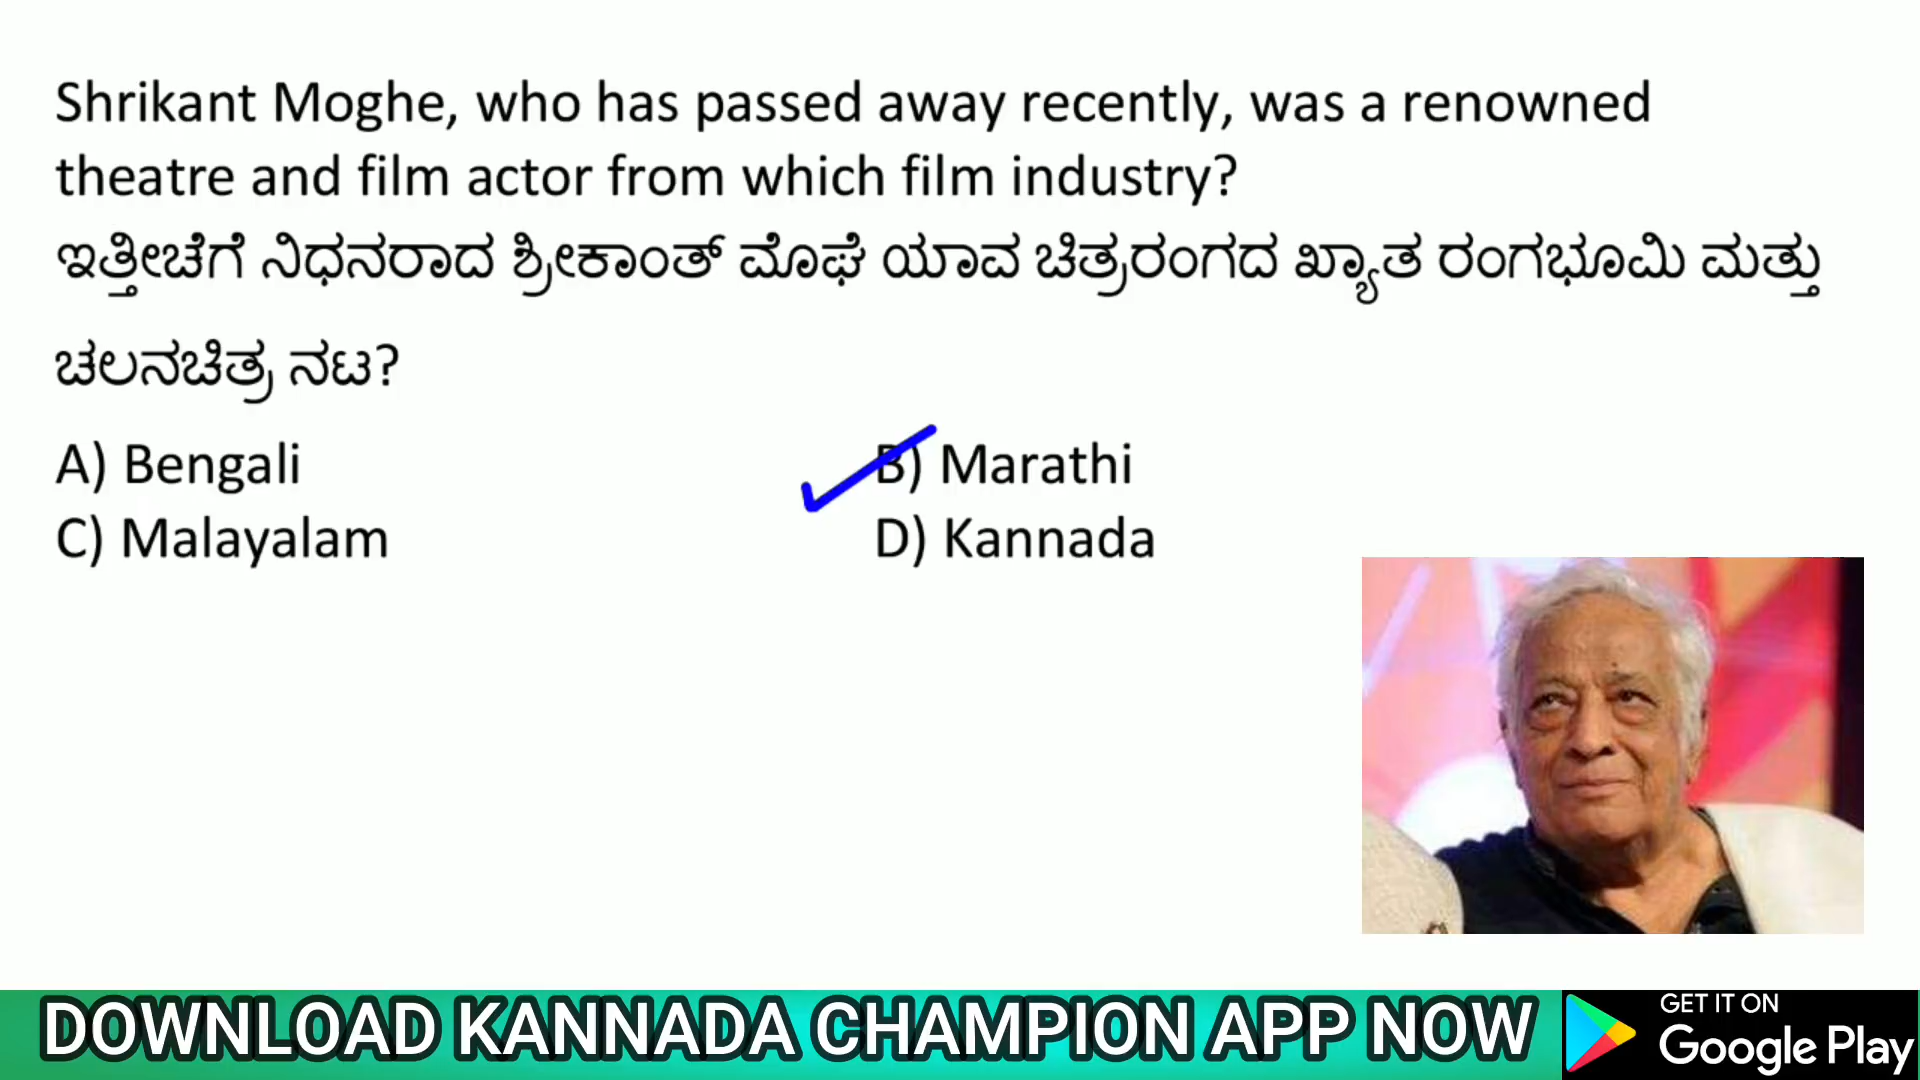 Shrikant Moghe, who has passed away recently, was a renowned
theatre and film actor from which film industry?
ಇತ್ತೀಚೆಗೆ ನಿಧನರಾದ ಶ್ರೀಕಾಂತ್ ಮೊಘೆ ಯಾವ ಚಿತ್ರರಂಗದ ಖ್ಯಾತ ರಂಗಭೂಮಿ ಮತ್ತು
ಚಲನಚಿತ್ರ ನಟ?
A) Bengali B) Marathi
C) Malayalam D) Kannada
DOWNLOAD KANNADA CHAMPION APP NOW
GET IT ON
Google Play